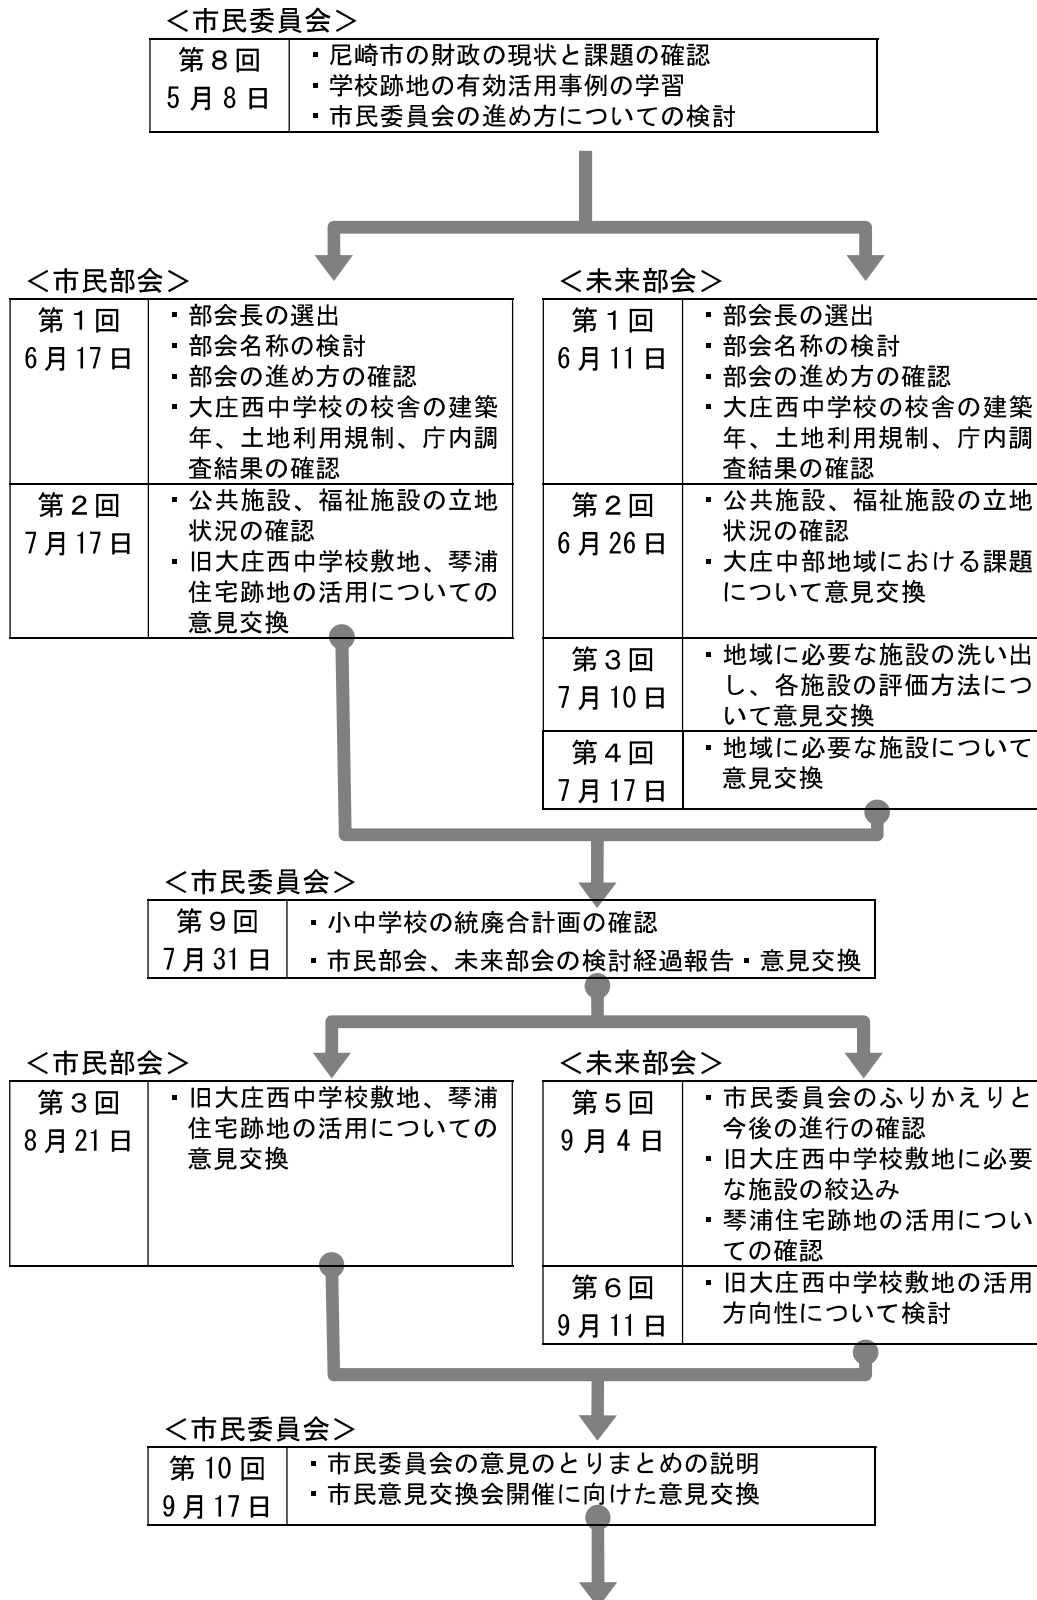 ＜市民委員会＞
第８回
５月８日
・尼崎市の財政の現状と課題の確認
・学校跡地の有効活用事例の学習
・市民委員会の進め方についての検討
＜市民部会＞
第１回
６月17日
・部会長の選出
・部会名称の検討
・部会の進め方の確認
・大庄西中学校の校舎の建築
年、土地利用規制、庁内調
査結果の確認
第２回
７月17日
・公共施設、福祉施設の立地
状況の確認
・旧大庄西中学校敷地、琴浦
住宅跡地の活用についての
意見交換
＜未来部会＞
第１回
６月11日
・部会長の選出
・部会名称の検討
・部会の進め方の確認
・大庄西中学校の校舎の建築
年、土地利用規制、庁内調
査結果の確認
第２回
６月26日
・公共施設、福祉施設の立地
状況の確認
・大庄中部地域における課題
について意見交換
第３回
７月10日
・地域に必要な施設の洗い出
し、各施設の評価方法につ
いて意見交換
第４回
７月17日
・地域に必要な施設について
意見交換
＜市民委員会＞
第９回
７月31日
・小中学校の統廃合計画の確認
・市民部会、未来部会の検討経過報告・意見交換
＜市民部会＞
第３回
８月21日
・旧大庄西中学校敷地、琴浦
住宅跡地の活用についての
意見交換
＜未来部会＞
第５回
９月４日
・市民委員会のふりかえりと
今後の進行の確認
・旧大庄西中学校敷地に必要
な施設の絞込み
・琴浦住宅跡地の活用につい
ての確認
第６回
９月11日
・旧大庄西中学校敷地の活用
方向性について検討
＜市民委員会＞
第10回
９月17日
・市民委員会の意見のとりまとめの説明
・市民意見交換会開催に向けた意見交換